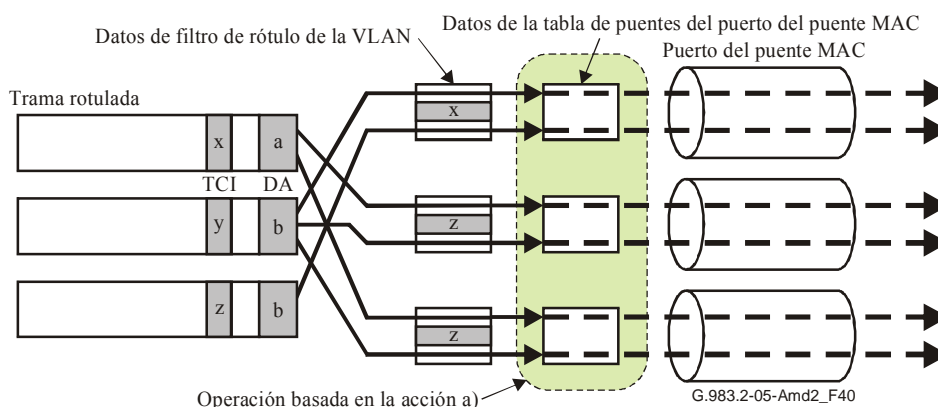 Datos de filtro de rótulo de la VLAN
Datos de la tabla de puentes del puerto del puente MAC
Puerto del puente MAC
Trama rotulada
x
a
TCI
DA
y
b
z
b
x
z
z
Operación basada en la acción a)
G.983.2-05-Amd2_F40